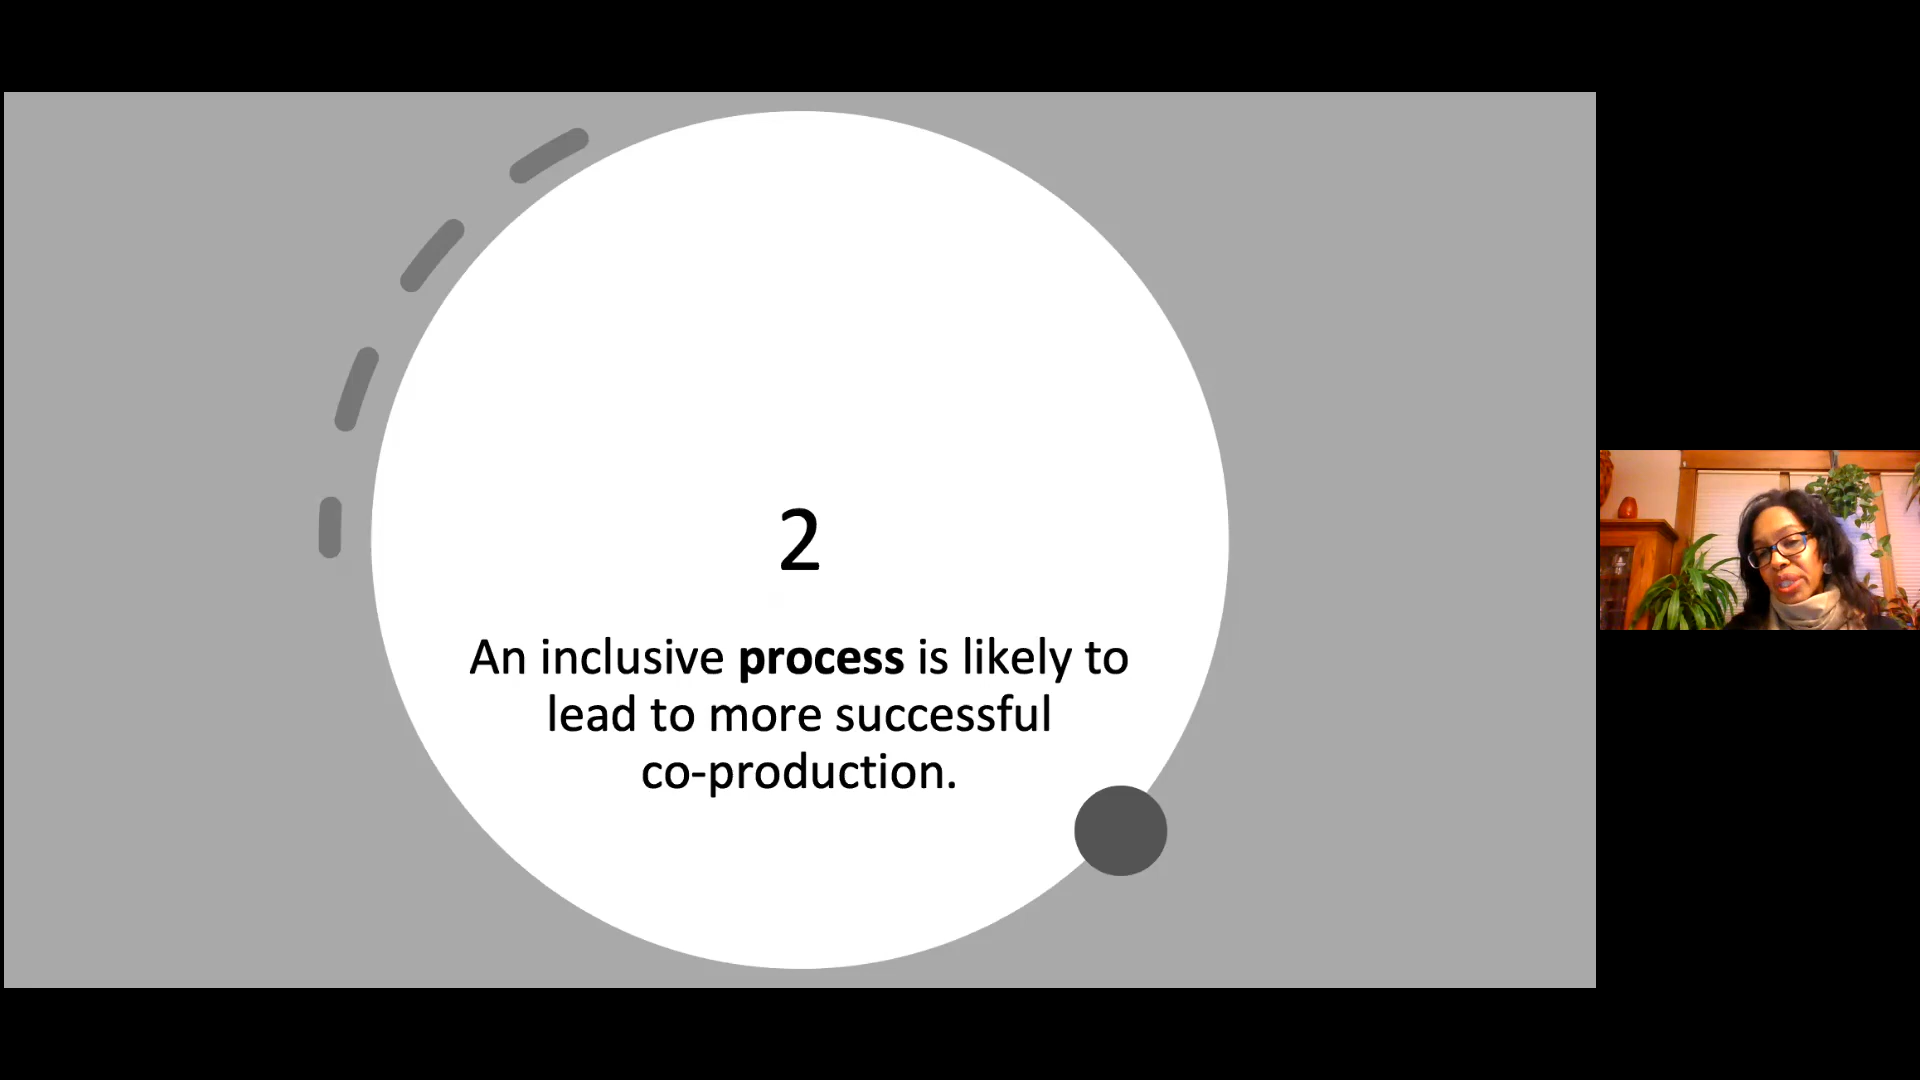 2
An inclusive process is likely to
lead to more successful
co-production.